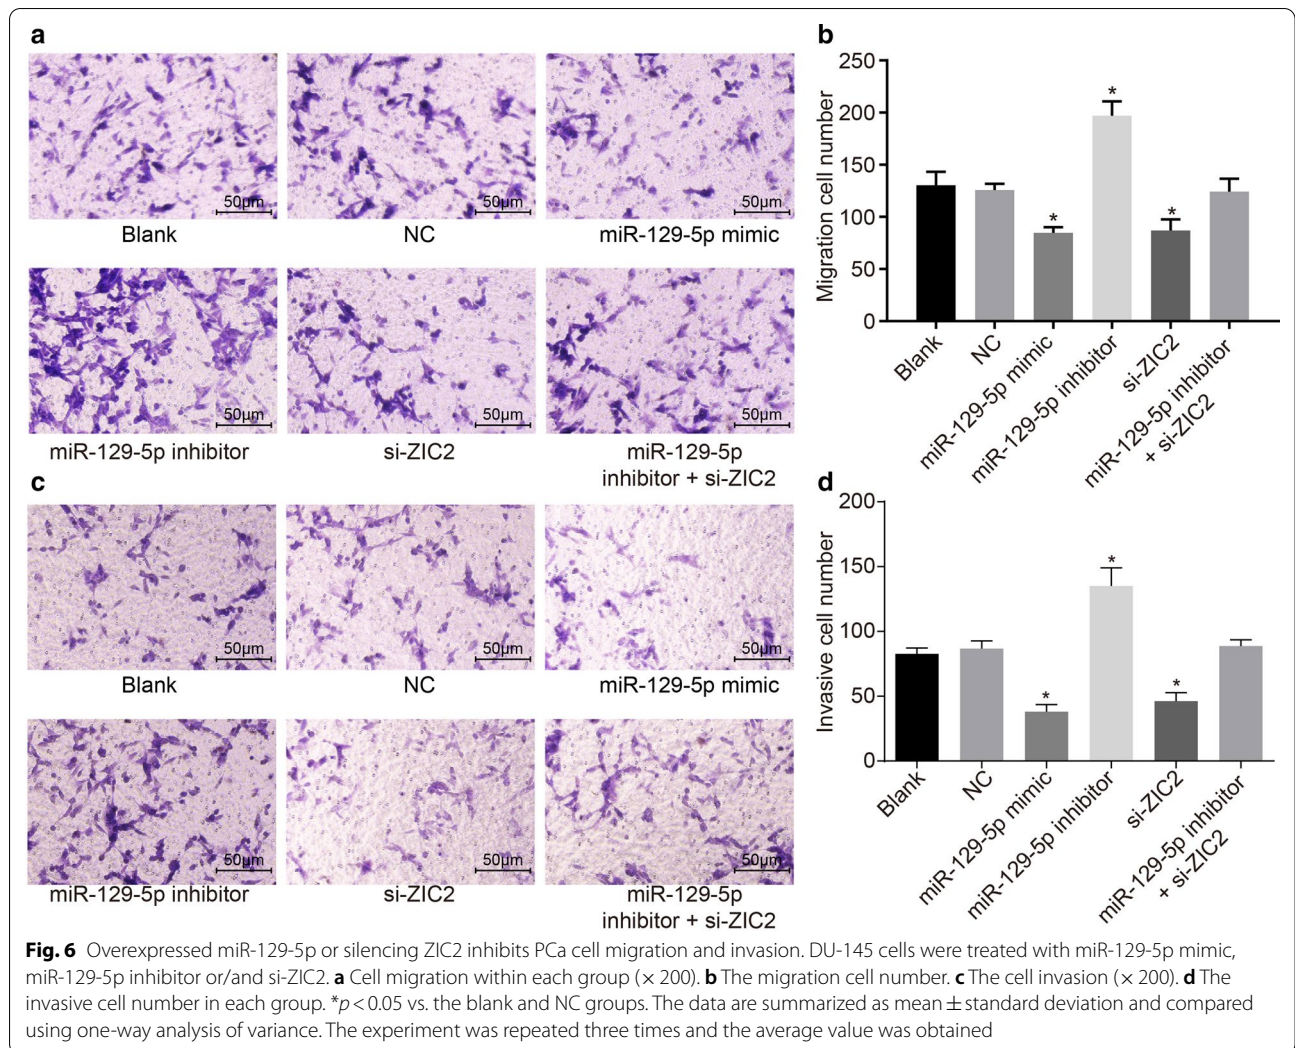 a
50μm
50μm
50μm
Blank
NC
miR-129-5p mimic
50μm
50μm
50μm
miR-129-5p inhibitor
si-ZIC2
miR-129-5p
inhibitor + si-ZIC2
b
Migration cell number
250
200
150
100
50
0
*
*
*
Blank
NC
miR-129-5p mimic
miR-129-5p inhibitor
si-ZIC2
miR-129-5p inhibitor
+ si-ZIC2
c
50μm
50μm
50μm
Blank
NC
miR-129-5p mimic
50μm
50μm
50μm
miR-129-5p inhibitor
si-ZIC2
miR-129-5p
inhibitor + si-ZIC2
d
Invasive cell number
200
150
100
50
0
*
*
*
Blank
NC
miR-129-5p mimic
miR-129-5p inhibitor
si-ZIC2
miR-129-5p inhibitor
+ si-ZIC2
Fig. 6 Overexpressed miR-129-5p or silencing ZIC2 inhibits PCa cell migration and invasion. DU-145 cells were treated with miR-129-5p mimic,
miR-129-5p inhibitor or/and si-ZIC2. a Cell migration within each group (× 200). b The migration cell number. c The cell invasion (× 200). d The
invasive cell number in each group. *p < 0.05 vs. the blank and NC groups. The data are summarized as mean ± standard deviation and compared
using one-way analysis of variance. The experiment was repeated three times and the average value was obtained